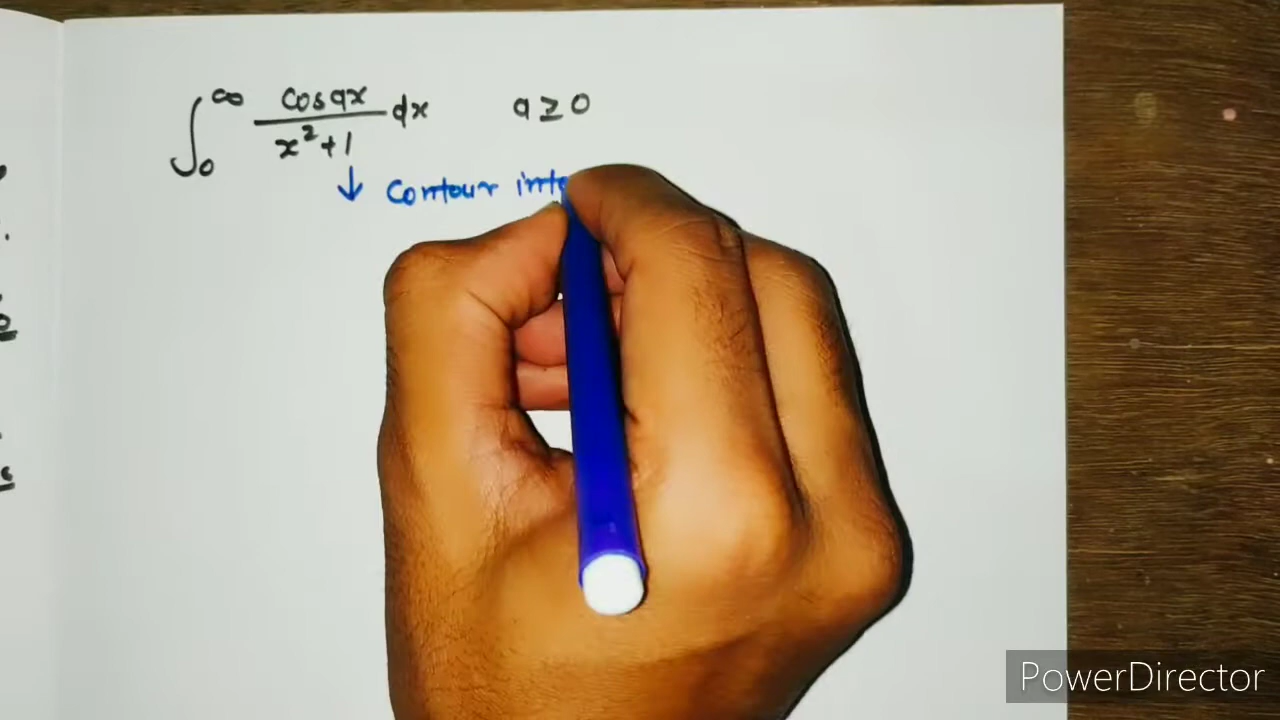 ∫₀^∞ cos ax / x²+1 dx a ≥ 0
↓ Contour inte
PowerDirector